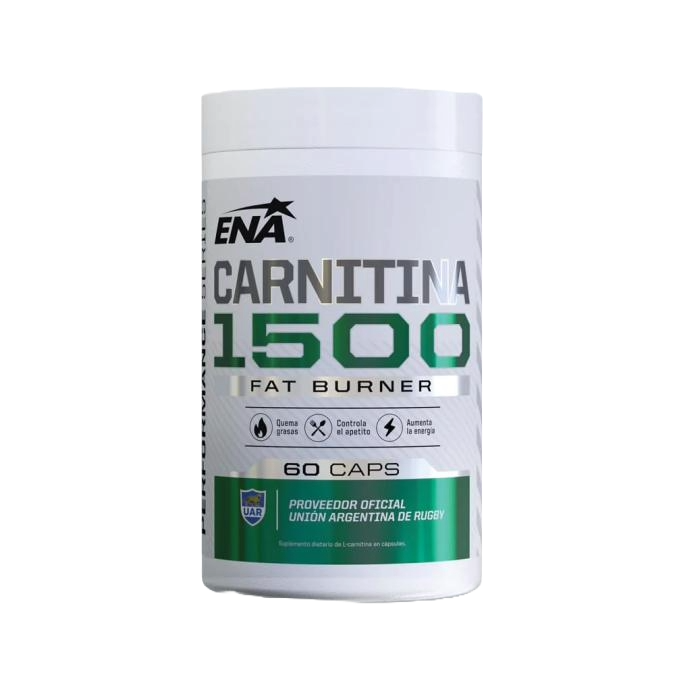 ENA®
CARNITINA
1500
FAT BURNER
Quema
grasas
Controla
el apetito
Aumenta
la energía
60 CAPS
UAR
PROVEEDOR OFICIAL
UNIÓN ARGENTINA DE RUGBY
Suplemento dietario de L-carnitina en cápsulas.
PERFORMANCE SERIES